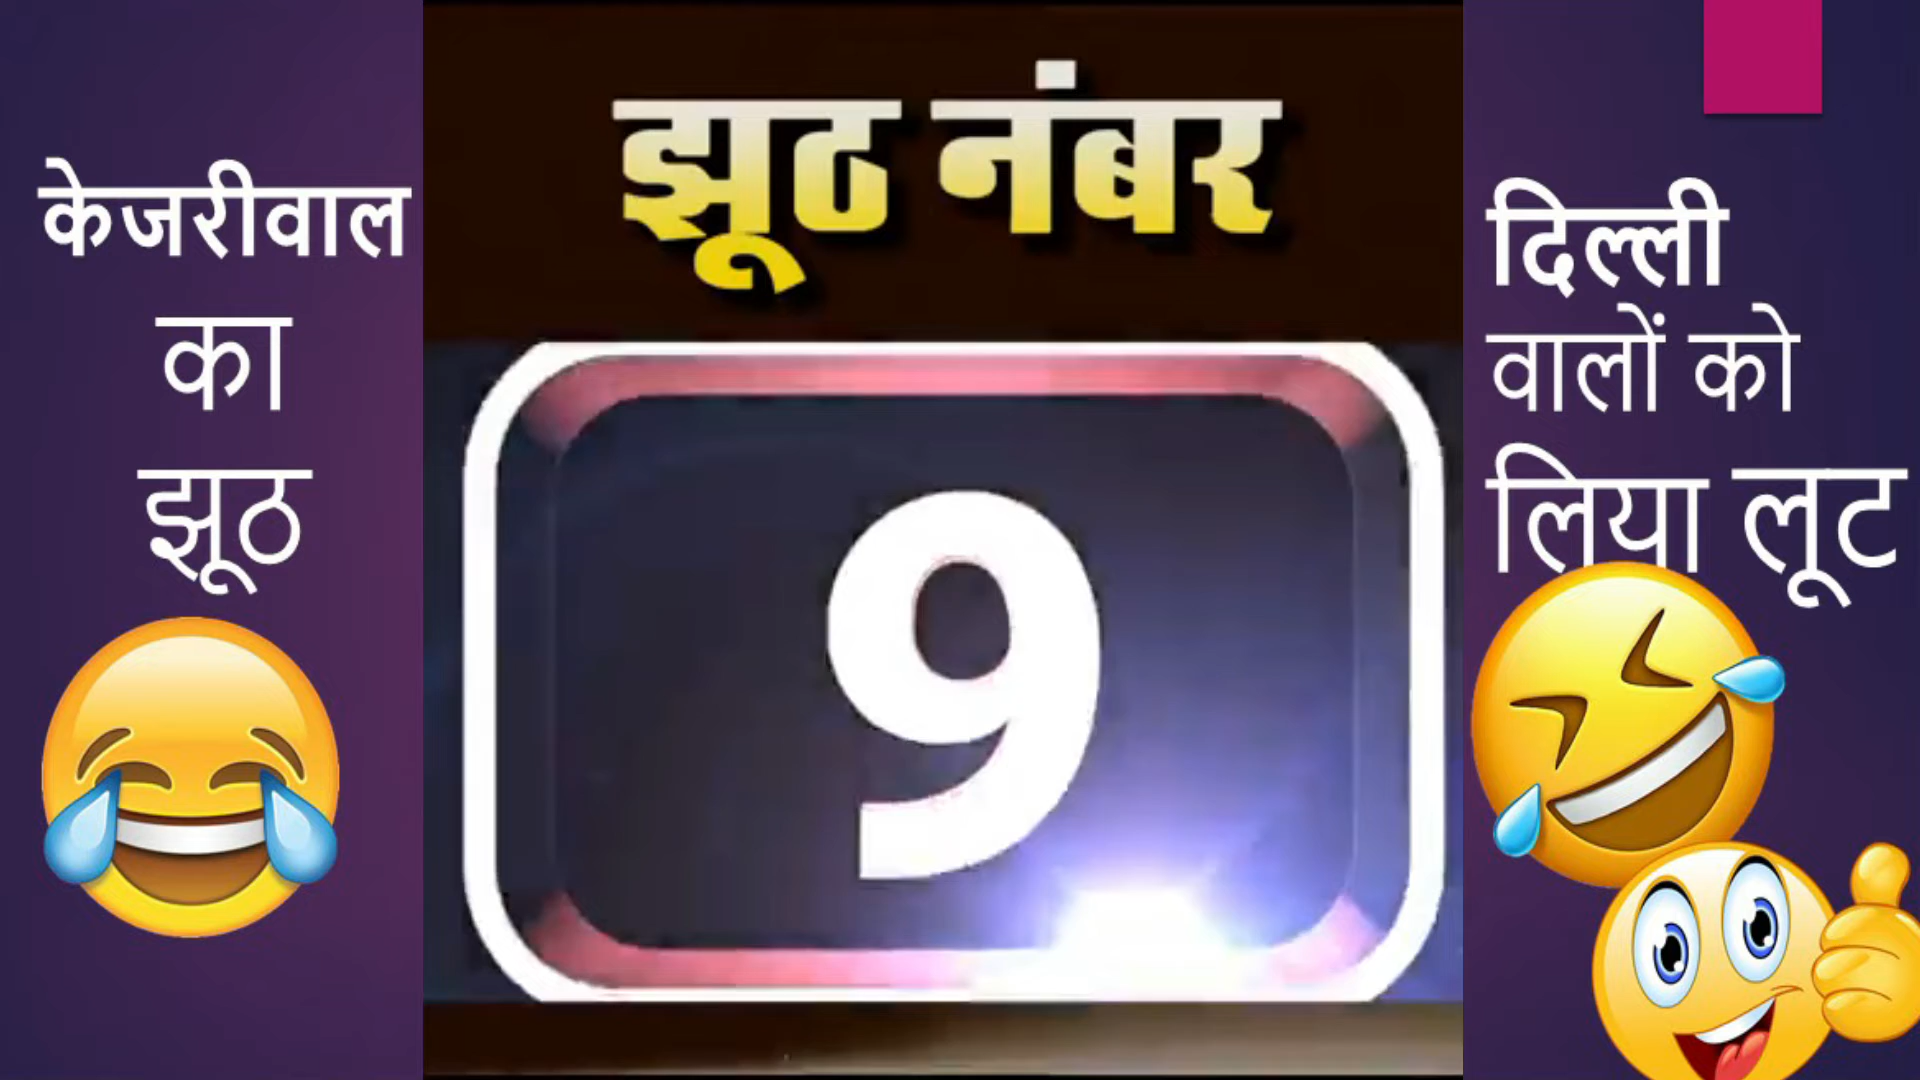 केजरीवाल
का
झूठ
झूठ नंबर
9
दिल्ली
वालों को
लिया लूट